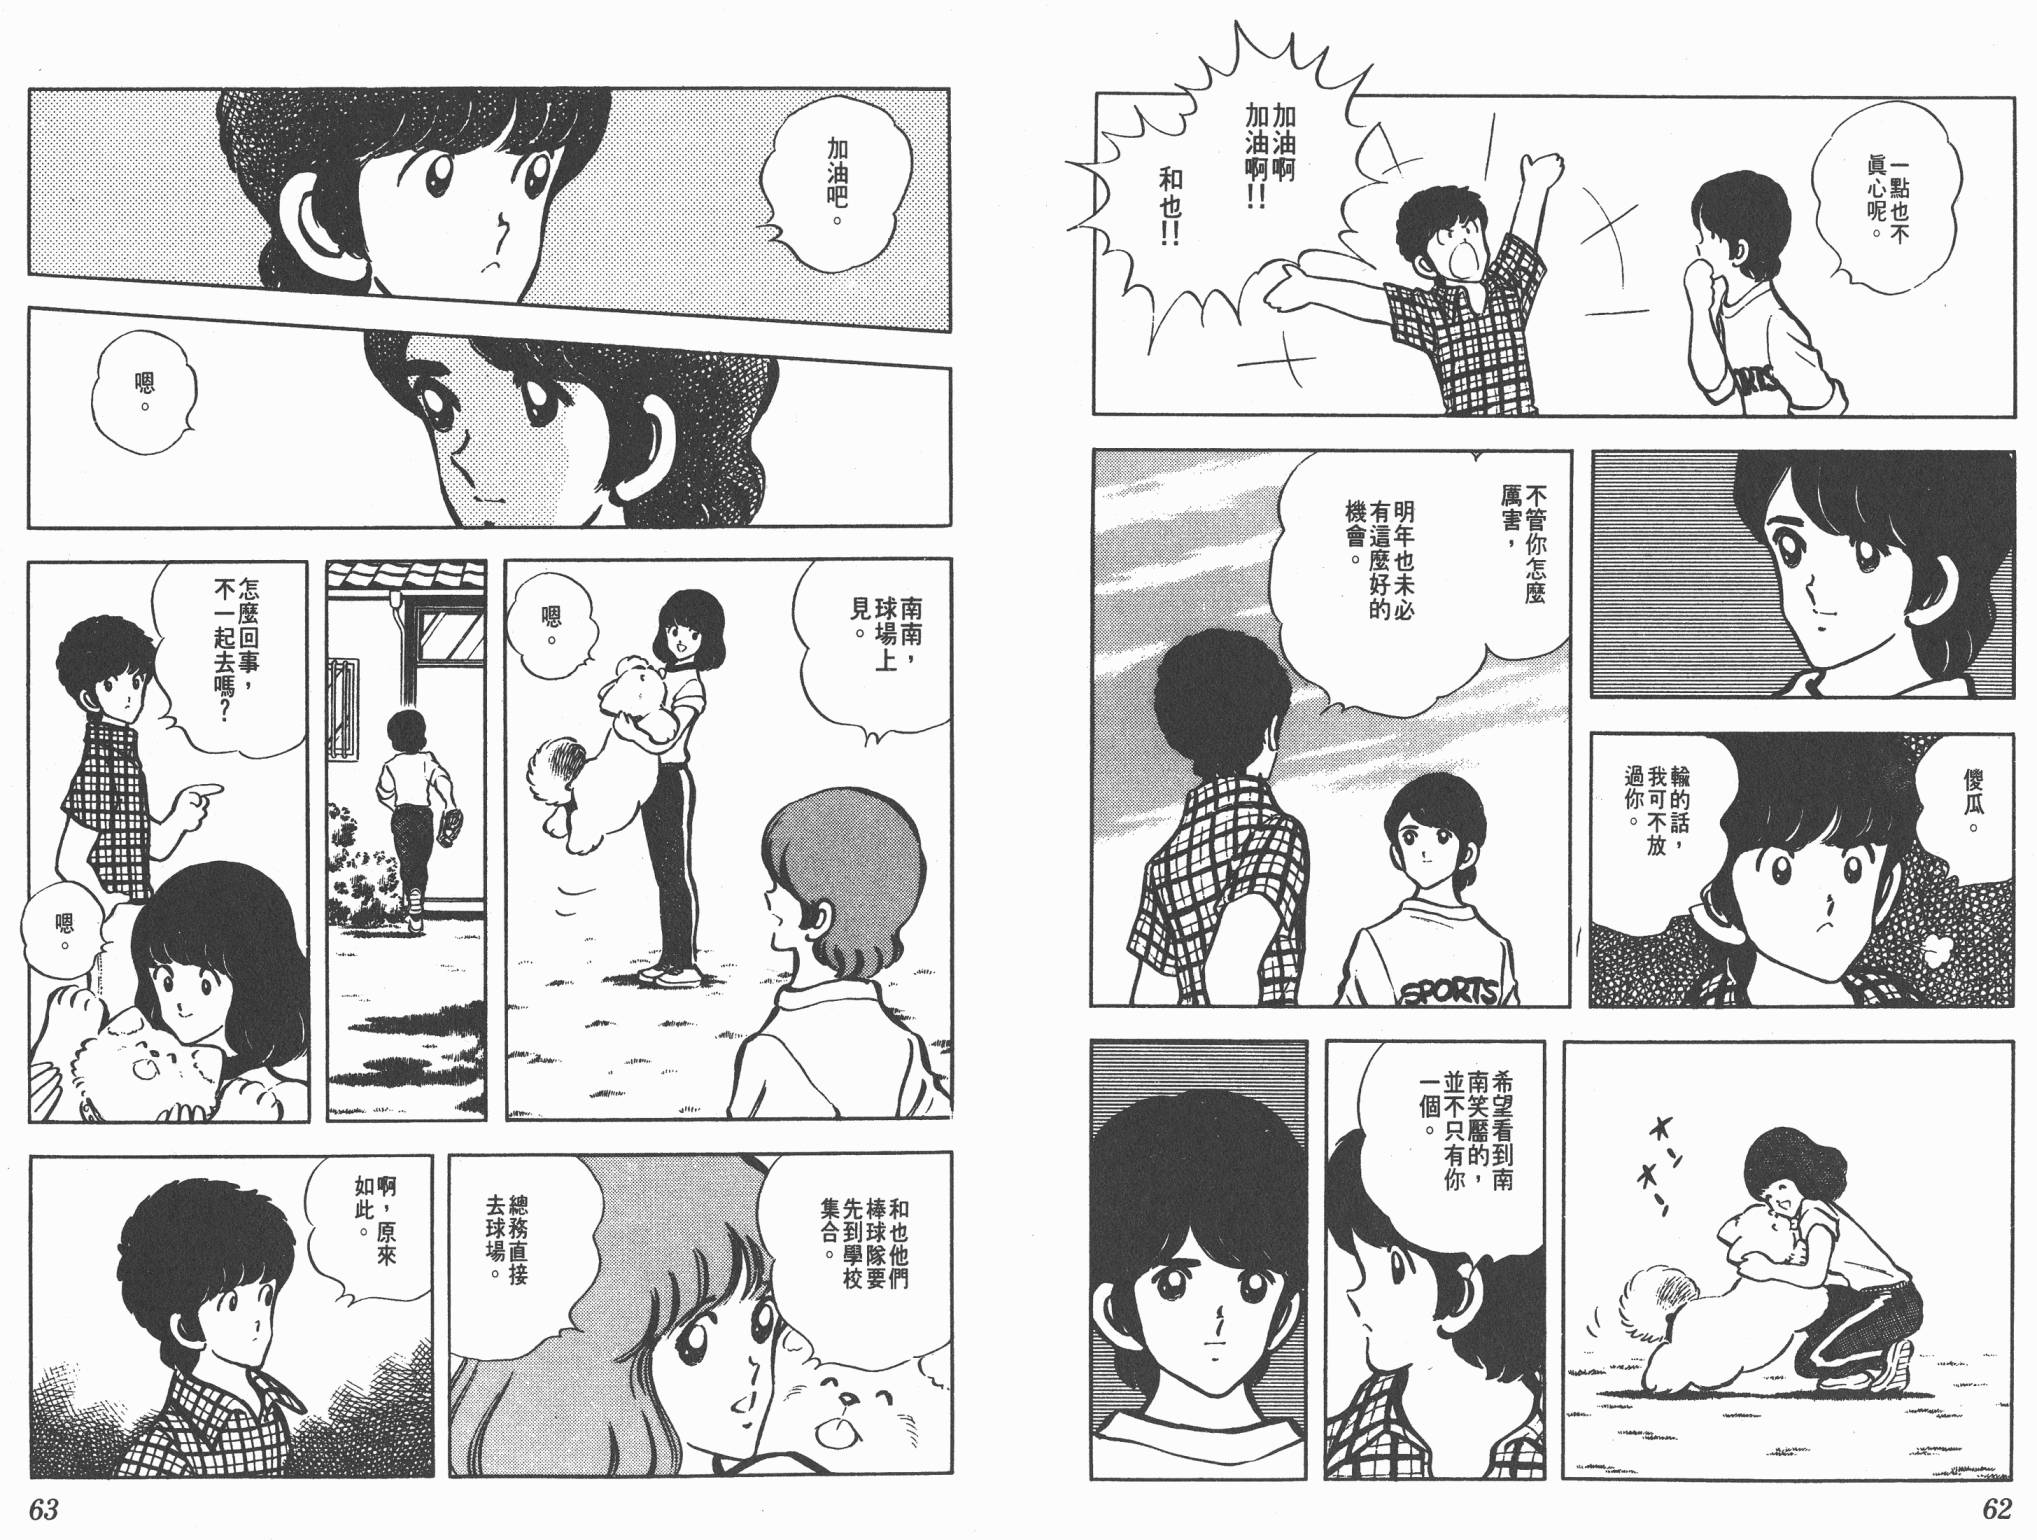 一點也不
眞心呢。
加油啊
加油啊!!
和也!!
RTS
傻瓜。
輸的話，
我可不放
過你。
不管你怎麼
厲害，
明年也未必
有這麼好的
機會。
SPORTS
希望看到南
南笑靨的，
並不只有你
一個。
62
加油吧。
嗯。
南南，
球場上
見。
嗯。
怎麼回事，
不一起去嗎？
嗯。
和也他們
棒球隊要
先到學校
集合。
總務直接
去球場。
啊，原來
如此。
63